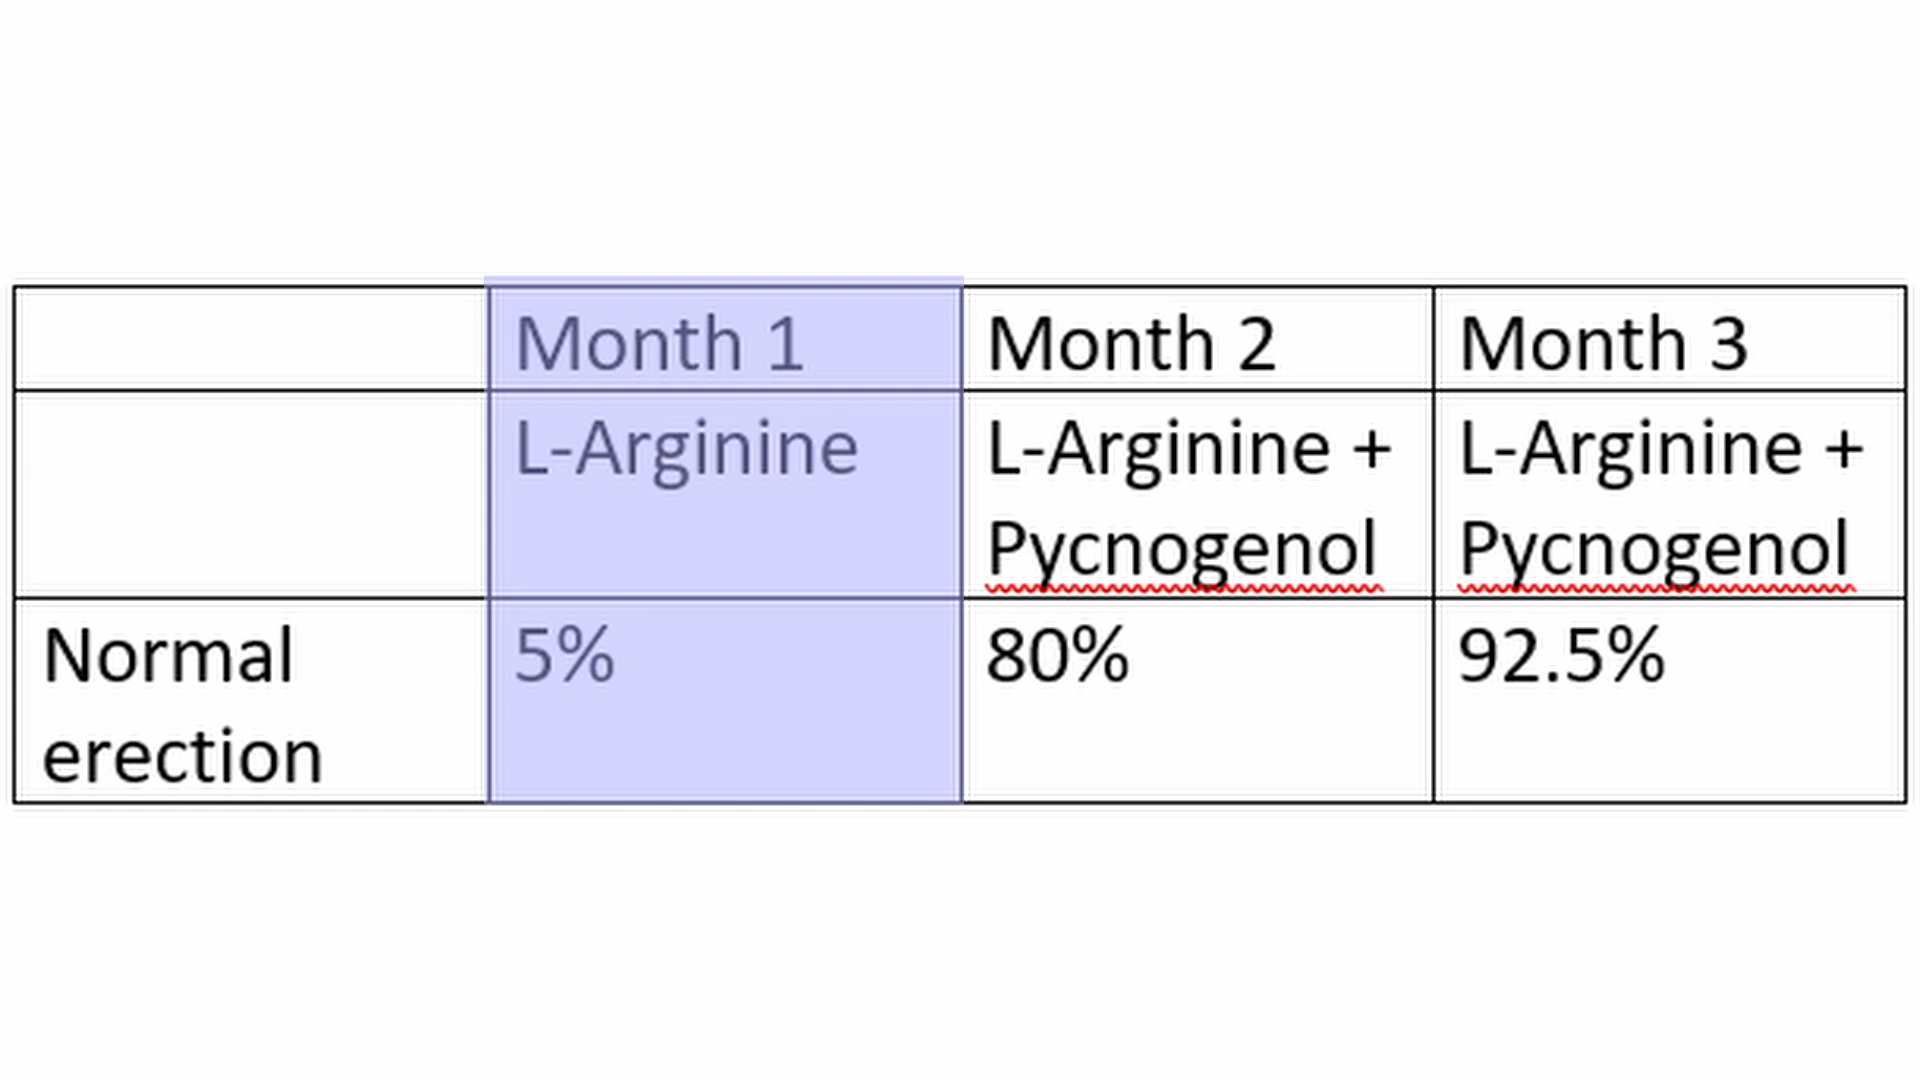 Month 1 Month 2 Month 3
L-Arginine L-Arginine + L-Arginine +
Pycnogenol Pycnogenol
Normal 5% 80% 92.5%
erection